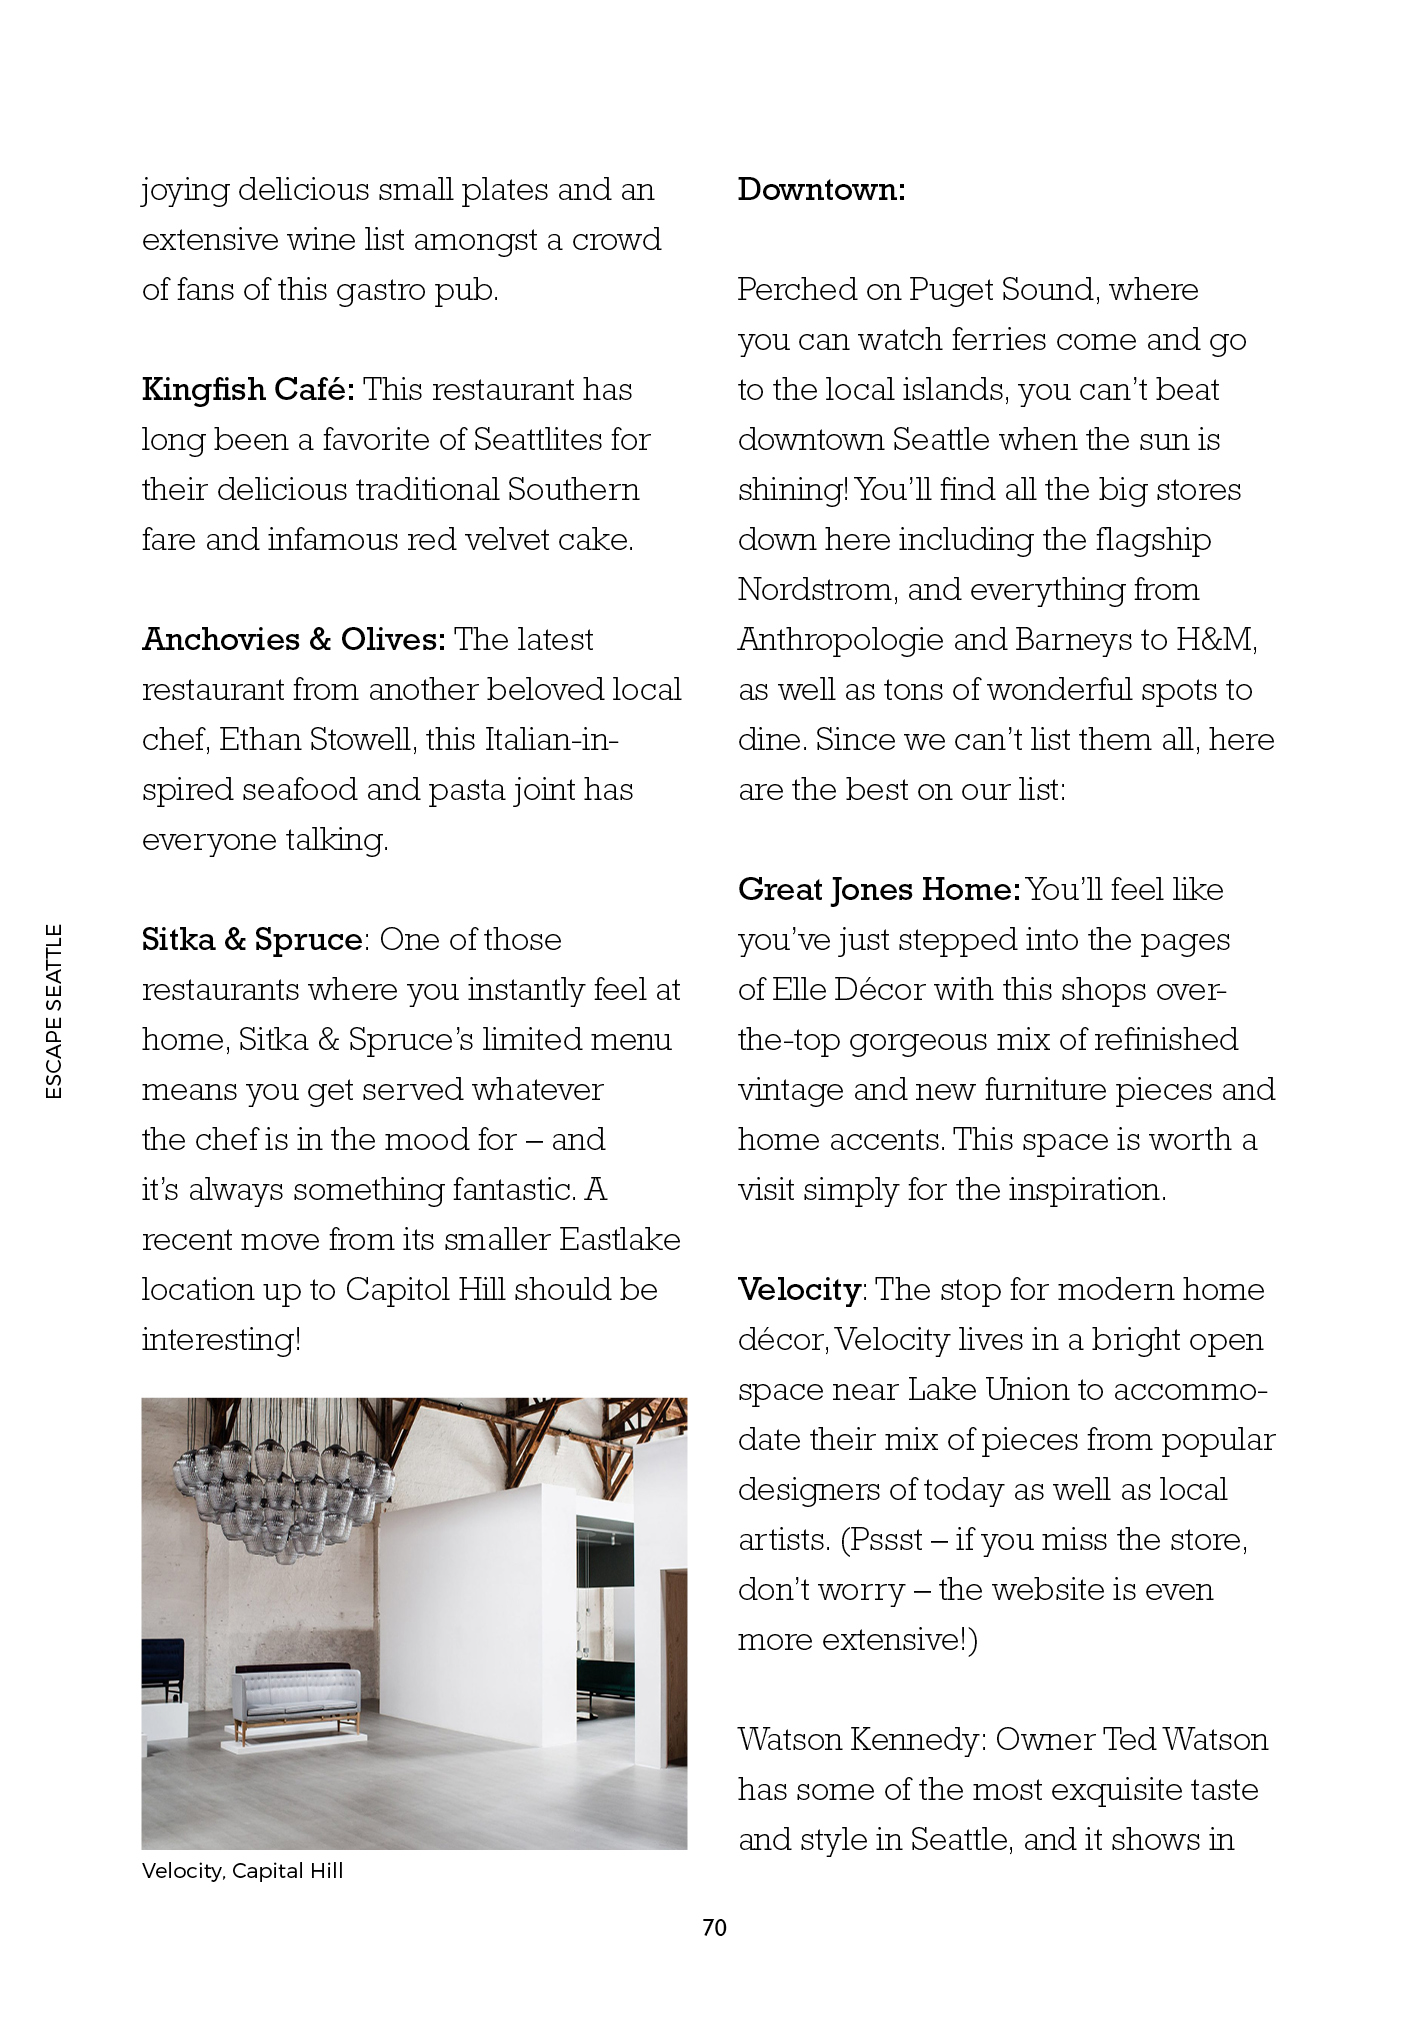 joying delicious small plates and an
extensive wine list amongst a crowd
of fans of this gastro pub.
Kingfish Café: This restaurant has
long been a favorite of Seattlites for
their delicious traditional Southern
fare and infamous red velvet cake.
Anchovies & Olives: The latest
restaurant from another beloved local
chef, Ethan Stowell, this Italian-in-
spired seafood and pasta joint has
everyone talking.
Sitka & Spruce: One of those
restaurants where you instantly feel at
home, Sitka & Spruce’s limited menu
means you get served whatever
the chef is in the mood for – and
it’s always something fantastic. A
recent move from its smaller Eastlake
location up to Capitol Hill should be
interesting!
Velocity, Capital Hill
Downtown:
Perched on Puget Sound, where
you can watch ferries come and go
to the local islands, you can’t beat
downtown Seattle when the sun is
shining! You’ll find all the big stores
down here including the flagship
Nordstrom, and everything from
Anthropologie and Barneys to H&M,
as well as tons of wonderful spots to
dine. Since we can’t list them all, here
are the best on our list:
Great Jones Home: You’ll feel like
you’ve just stepped into the pages
of Elle Décor with this shops over-
the-top gorgeous mix of refinished
vintage and new furniture pieces and
home accents. This space is worth a
visit simply for the inspiration.
Velocity: The stop for modern home
décor, Velocity lives in a bright open
space near Lake Union to accommo-
date their mix of pieces from popular
designers of today as well as local
artists. (Pssst – if you miss the store,
don’t worry – the website is even
more extensive!)
Watson Kennedy: Owner Ted Watson
has some of the most exquisite taste
and style in Seattle, and it shows in
ESCAPE SEATTLE
70